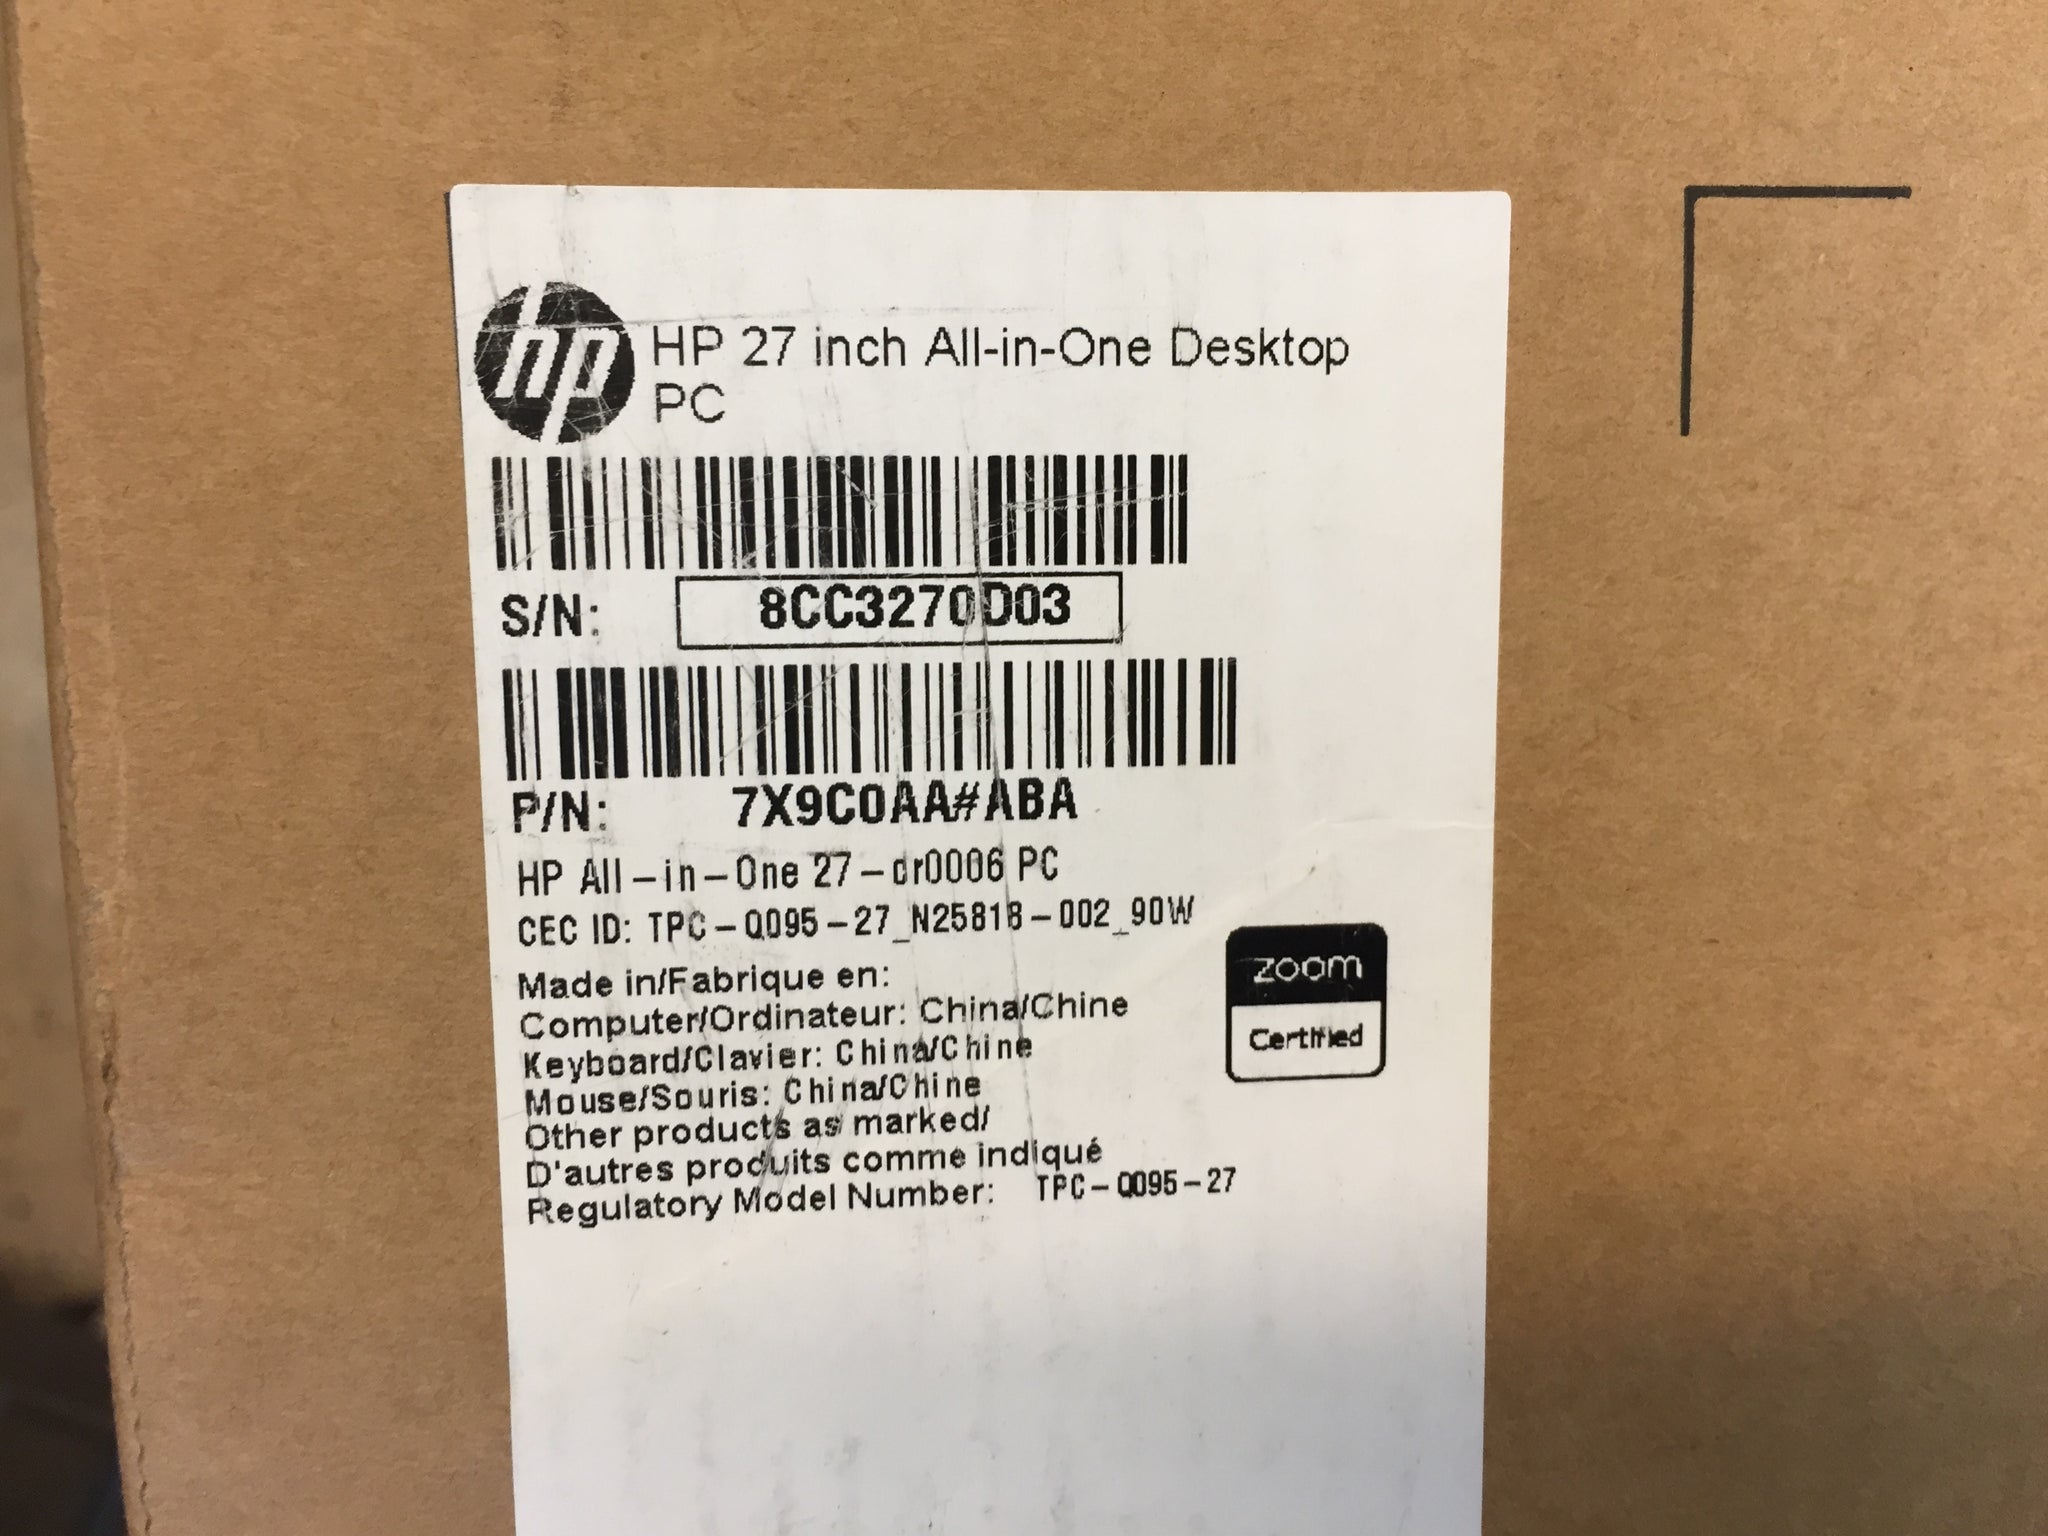 hp
HP 27 inch All-in-One Desktop
PC
S/N: 8CC3270D03
P/N: 7X9C0AA#ABA
HP All-in-One 27-cr0006 PC
CEC ID: TPC-Q095-27_N25818-002_90W
Made in/Fabrique en:
Computer/Ordinateur: China/Chine
Keyboard/Clavier: China/Chine
Mouse/Souris: China/Chine
Other products as marked/
D'autres produits comme indiqué
Regulatory Model Number: TPC-Q095-27
zoom
Certified